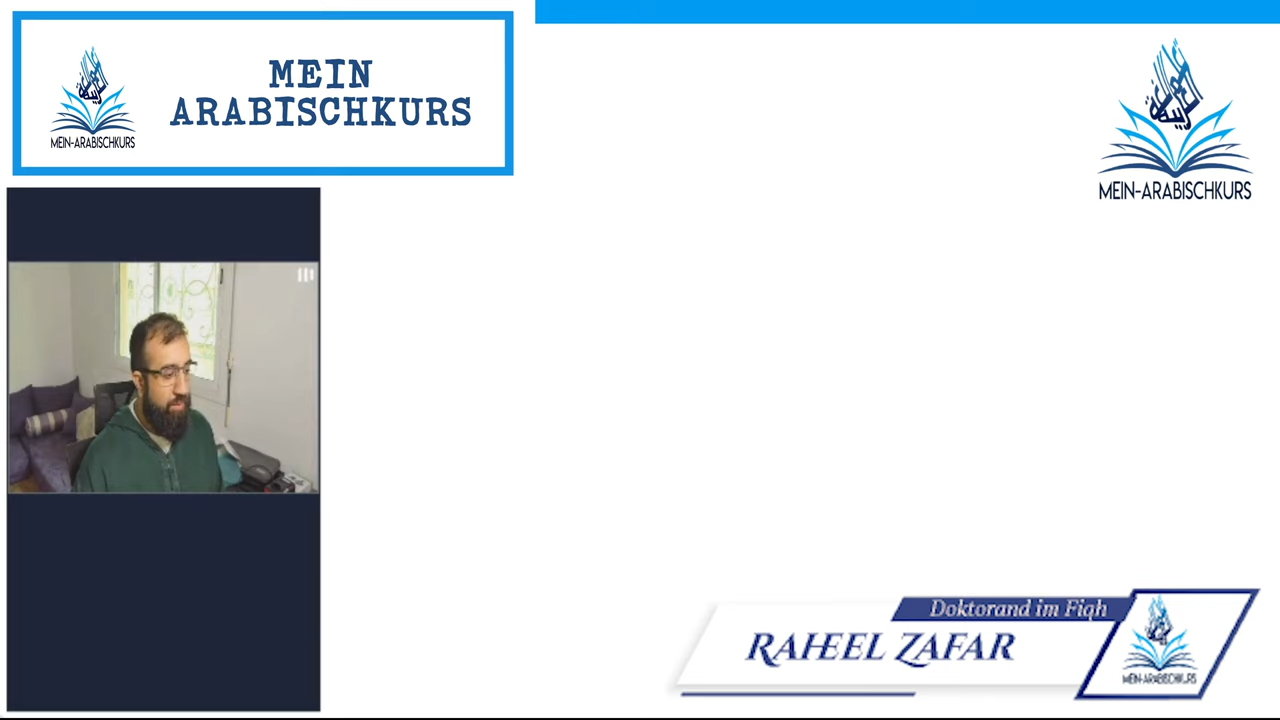 MEIN
ARABISCHKURS
MEIN-ARABISCHKURS
MEIN-ARABISCHKURS
Doktorand im Fiqh
RAHEEL ZAFAR
MEIN-ARABISCHKURS